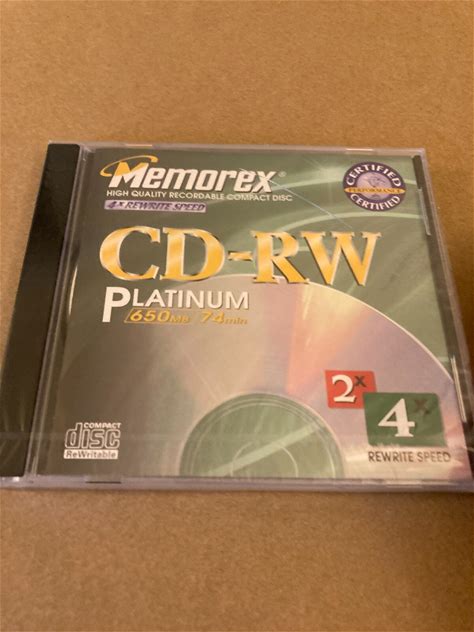 Memorex®
HIGH QUALITY RECORDABLE COMPACT DISC
4X REWRITE SPEED
CERTIFIED
PERFORMANCE
CERTIFIED
CD-RW
PLATINUM
650MB 74min
2x
4x
REWRITE SPEED
COMPACT
disc
ReWritable